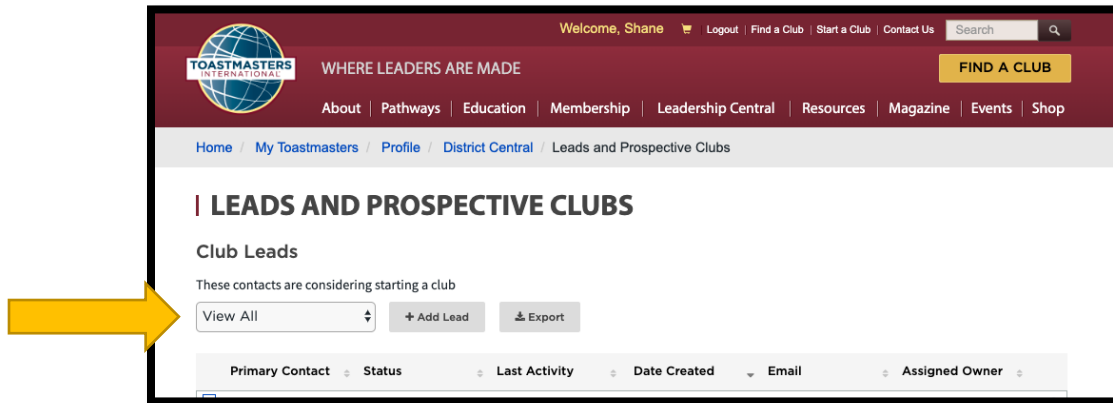 Welcome, Shane Logout | Find a Club | Start a Club | Contact Us Search
TOASTMASTERS
INTERNATIONAL
WHERE LEADERS ARE MADE
FIND A CLUB
About | Pathways | Education | Membership | Leadership Central | Resources | Magazine | Events | Shop
Home / My Toastmasters / Profile / District Central / Leads and Prospective Clubs
LEADS AND PROSPECTIVE CLUBS
Club Leads
These contacts are considering starting a club
View All + Add Lead Export
Primary Contact Status Last Activity Date Created Email Assigned Owner